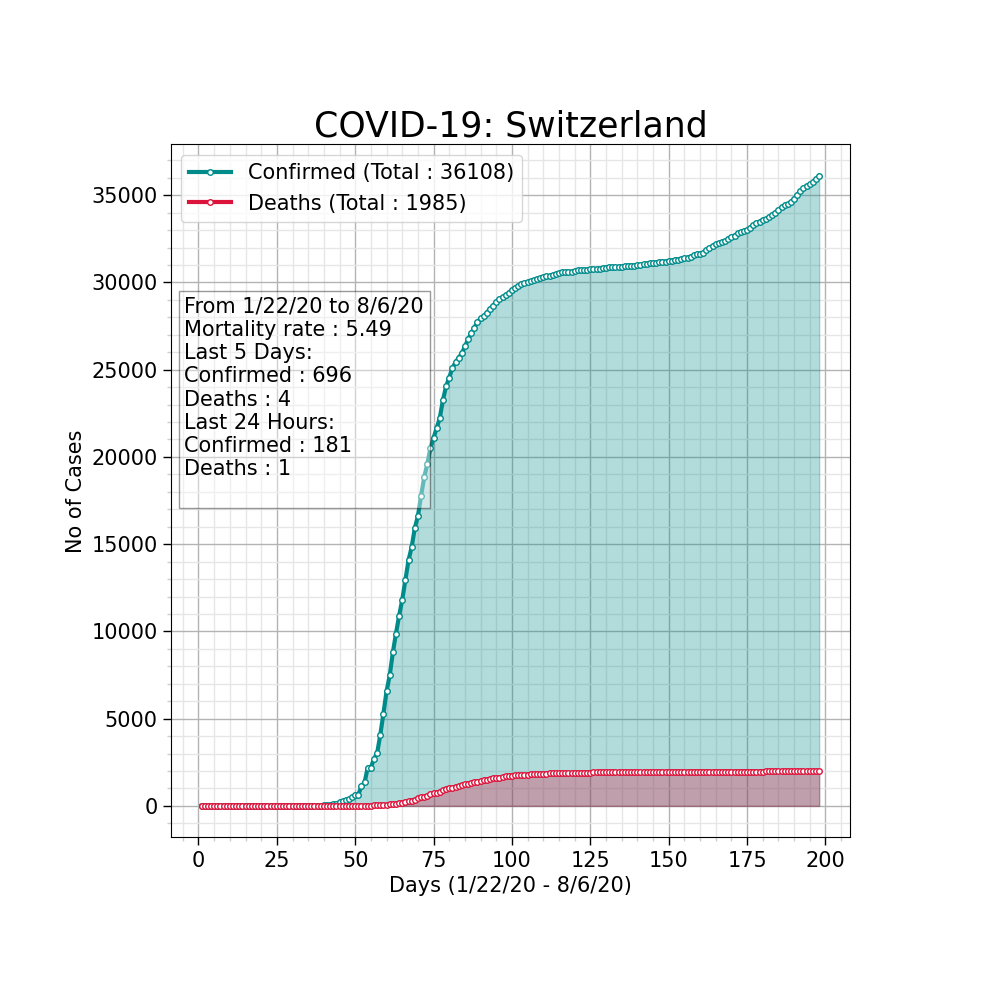 COVID-19: Switzerland
Confirmed (Total : 36108)
Deaths (Total : 1985)
From 1/22/20 to 8/6/20
Mortality rate : 5.49
Last 5 Days:
Confirmed : 696
Deaths : 4
Last 24 Hours:
Confirmed : 181
Deaths : 1
No of Cases
35000
30000
25000
20000
15000
10000
5000
0
0 25 50 75 100 125 150 175 200
Days (1/22/20 - 8/6/20)